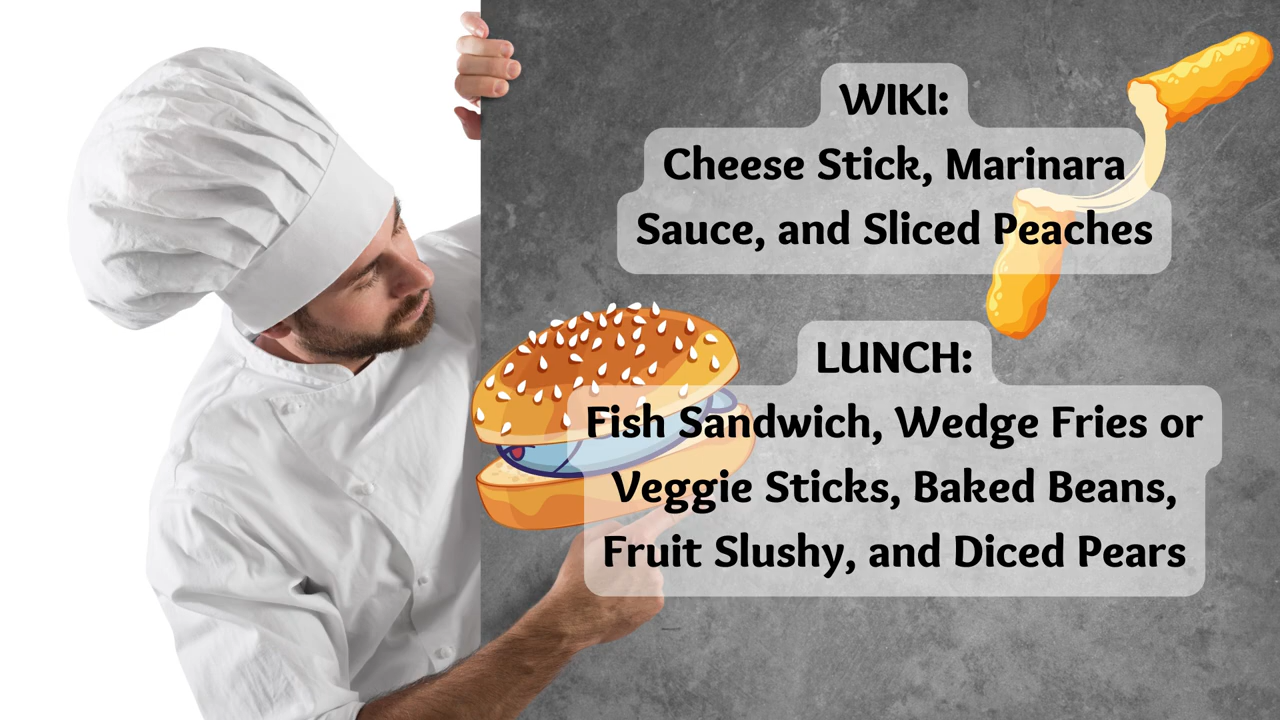 WIKI:
Cheese Stick, Marinara
Sauce, and Sliced Peaches
LUNCH:
Fish Sandwich, Wedge Fries or
Veggie Sticks, Baked Beans,
Fruit Slushy, and Diced Pears